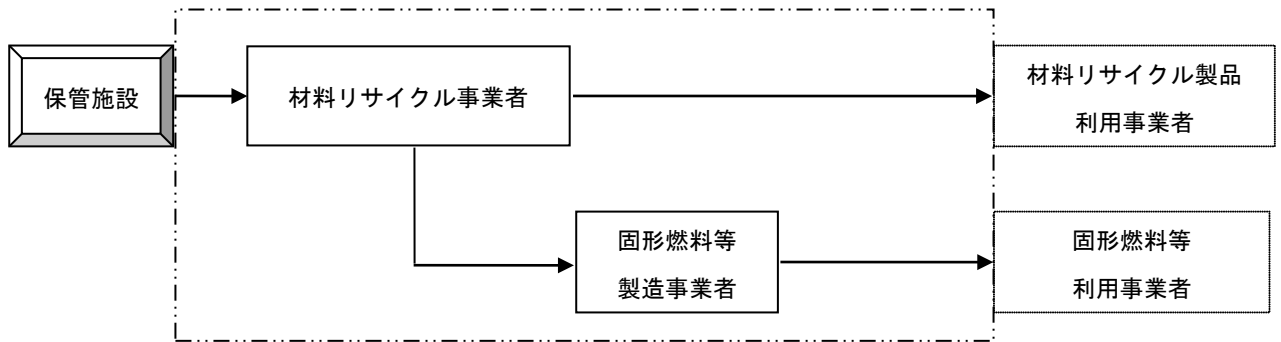 保管施設
材料リサイクル事業者
材料リサイクル製品
利用事業者
固形燃料等
製造事業者
固形燃料等
利用事業者